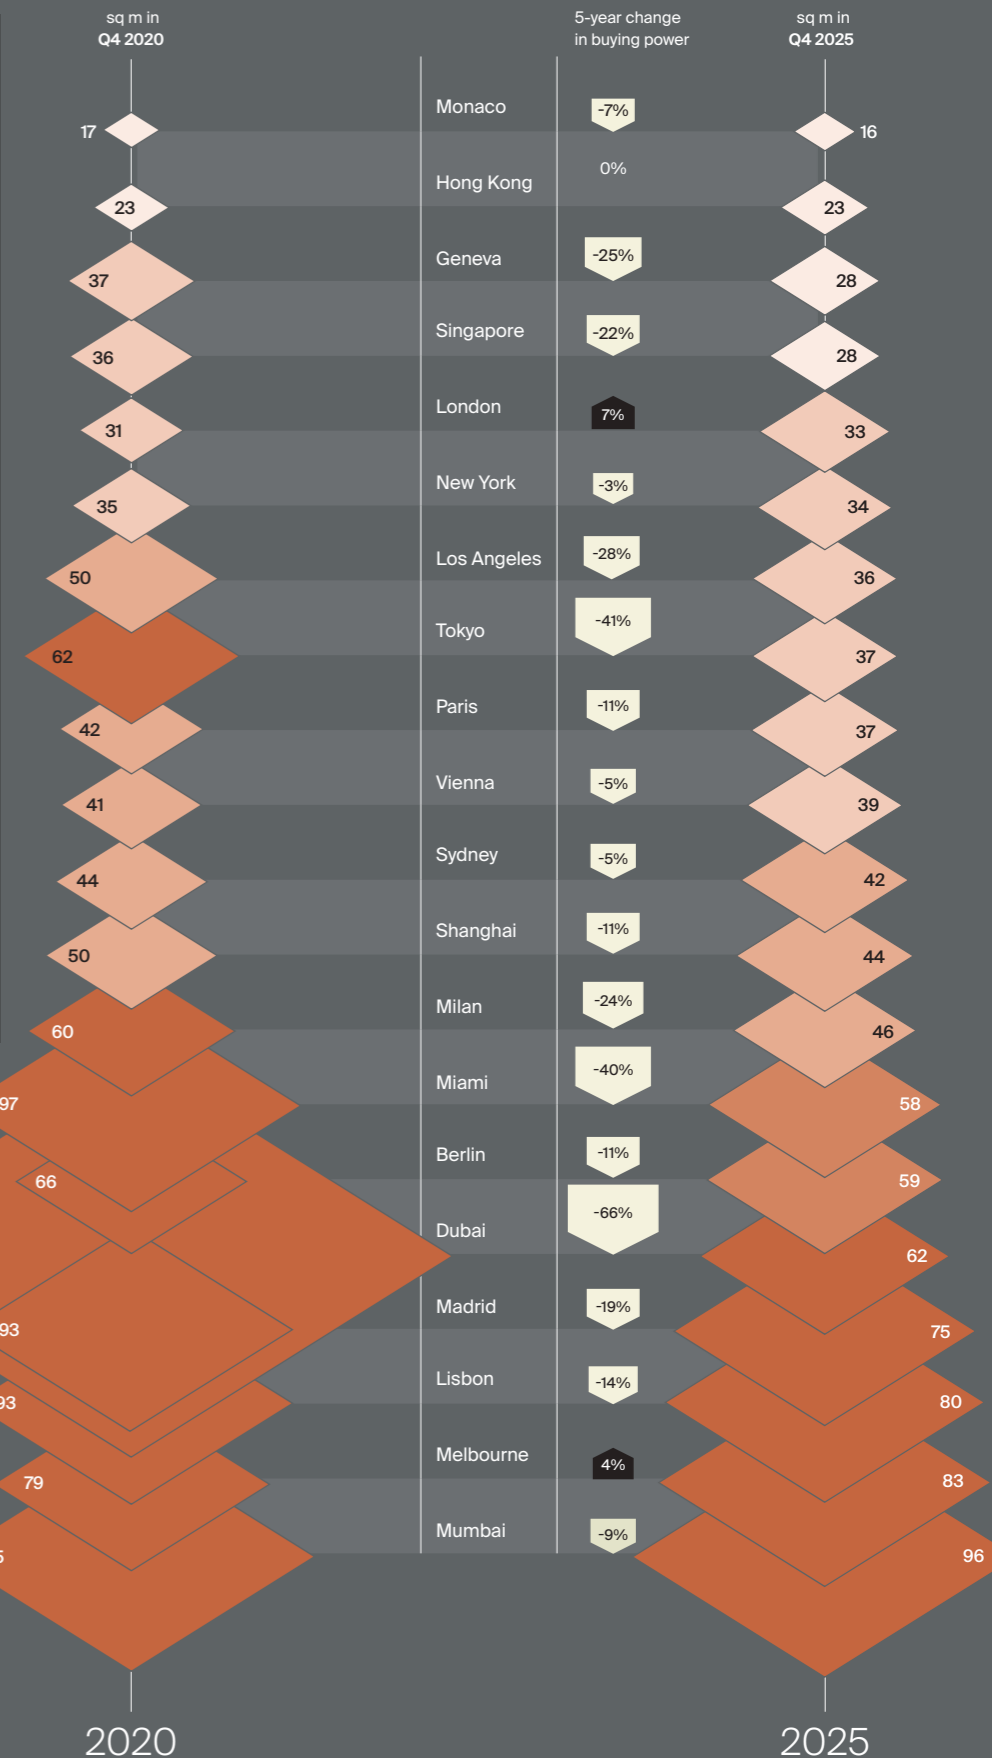 sq m in
Q4 2020
5-year change
in buying power
sq m in
Q4 2025
17 Monaco -7% 16
23 Hong Kong 0% 23
37 Geneva -25% 28
36 Singapore -22% 28
31 London 7% 33
35 New York -3% 34
50 Los Angeles -28% 36
62 Tokyo -41% 37
42 Paris -11% 37
41 Vienna -5% 39
44 Sydney -5% 42
50 Shanghai -11% 44
60 Milan -24% 46
97 Miami -40% 58
66 Berlin -11% 59
Dubai -66% 62
93 Madrid -19% 75
93 Lisbon -14% 80
79 Melbourne 4% 83
Mumbai -9% 96
2020 2025